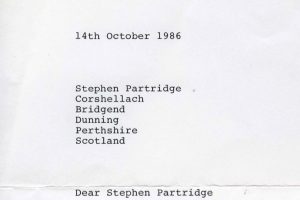 14th October 1986
Stephen Partridge
Corshellach
Bridgend
Dunning
Perthshire
Scotland
Dear Stephen Partridge